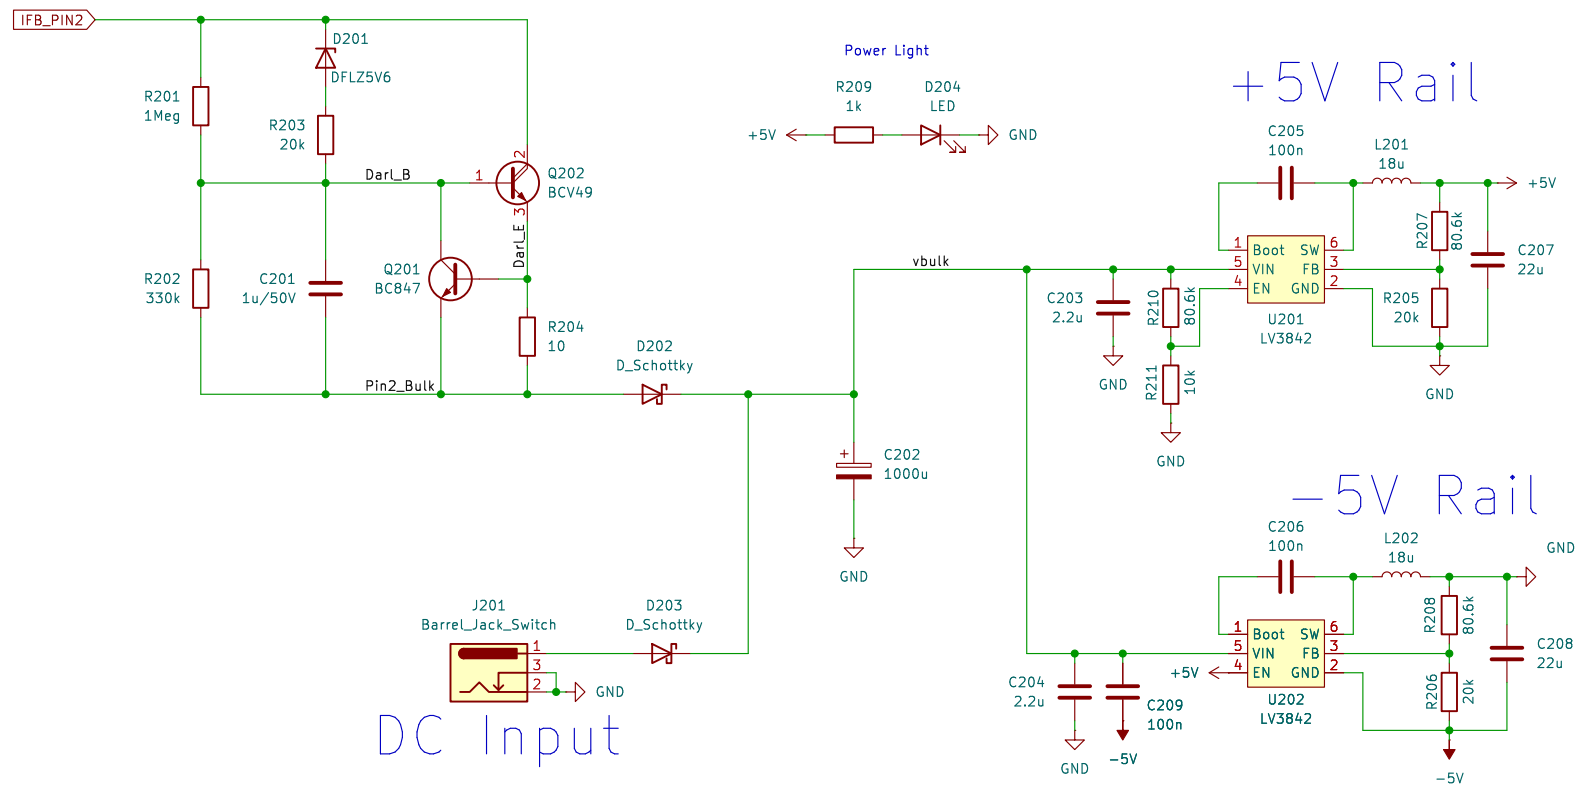 IFB_PIN2
D201
DFLZ5V6
R201
1Meg
R203
20k
Darl_B
1
2
3
Q202
BCV49
Darl_E
R202
330k
C201
1u/50V
Q201
BC847
R204
10
Pin2_Bulk
D202
D_Schottky
Power Light
R209
1k
D204
LED
+5V
GND
vbulk
C202
1000u
+
GND
J201
Barrel_Jack_Switch
1
3
2
GND
D203
D_Schottky
DC Input
+5V Rail
C205
100n
L201
18u
+5V
R207
80.6k
C207
22u
1
Boot
SW
6
5
VIN
FB
3
4
EN
GND
2
U201
LV3842
R205
20k
GND
C203
2.2u
GND
R210
80.6k
R211
10k
GND
-5V Rail
C206
100n
L202
18u
GND
R208
80.6k
C208
22u
1
Boot
SW
6
5
VIN
FB
3
4
EN
GND
2
U202
LV3842
+5V
R206
20k
-5V
C204
2.2u
GND
C209
100n
-5V